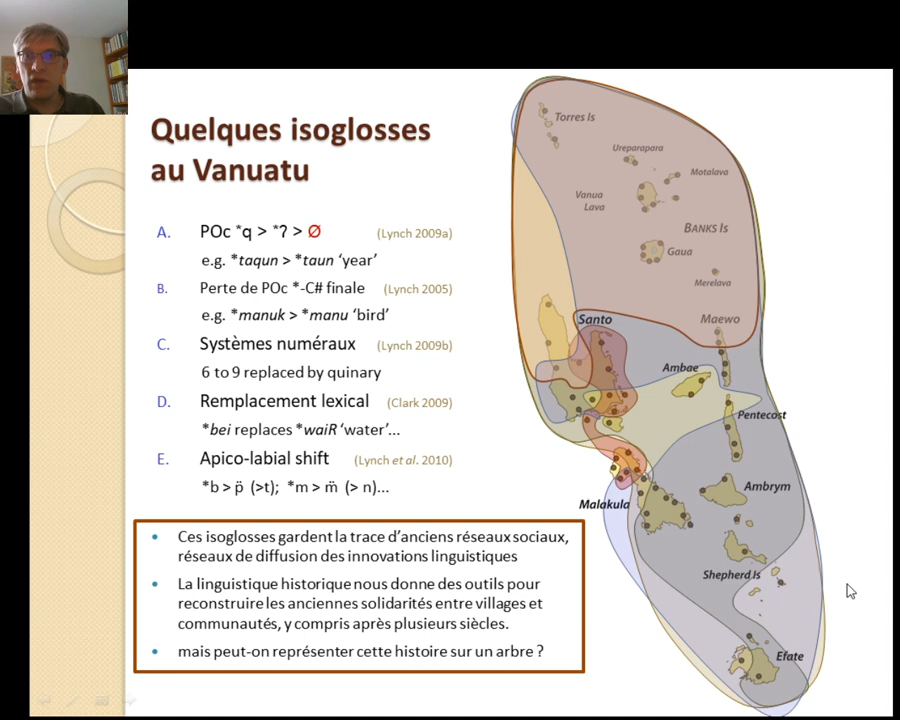 Quelques isoglosses
au Vanuatu
A. POc *q > *ʔ > Ø (Lynch 2009a)
e.g. *taqun > *taun ‘year’
B. Perte de POc *-C# finale (Lynch 2005)
e.g. *manuk > *manu ‘bird’
C. Systèmes numéraux (Lynch 2009b)
6 to 9 replaced by quinary
D. Remplacement lexical (Clark 2009)
*bei replaces *waiR ‘water’...
E. Apico-labial shift (Lynch et al. 2010)
*b > p̈ (>t); *m > m̈ (> n)...
• Ces isoglosses gardent la trace d’anciens réseaux sociaux,
réseaux de diffusion des innovations linguistiques
• La linguistique historique nous donne des outils pour
reconstruire les anciennes solidarités entre villages et
communautés, y compris après plusieurs siècles.
• mais peut-on représenter cette histoire sur un arbre ?
Torres Is
Ureparapara
Motalava
Vanua
Lava
BANKS Is
Gaua
Merelava
Santo
Maewo
Ambae
Pentecost
Malakula
Ambrym
Shepherd Is
Efate